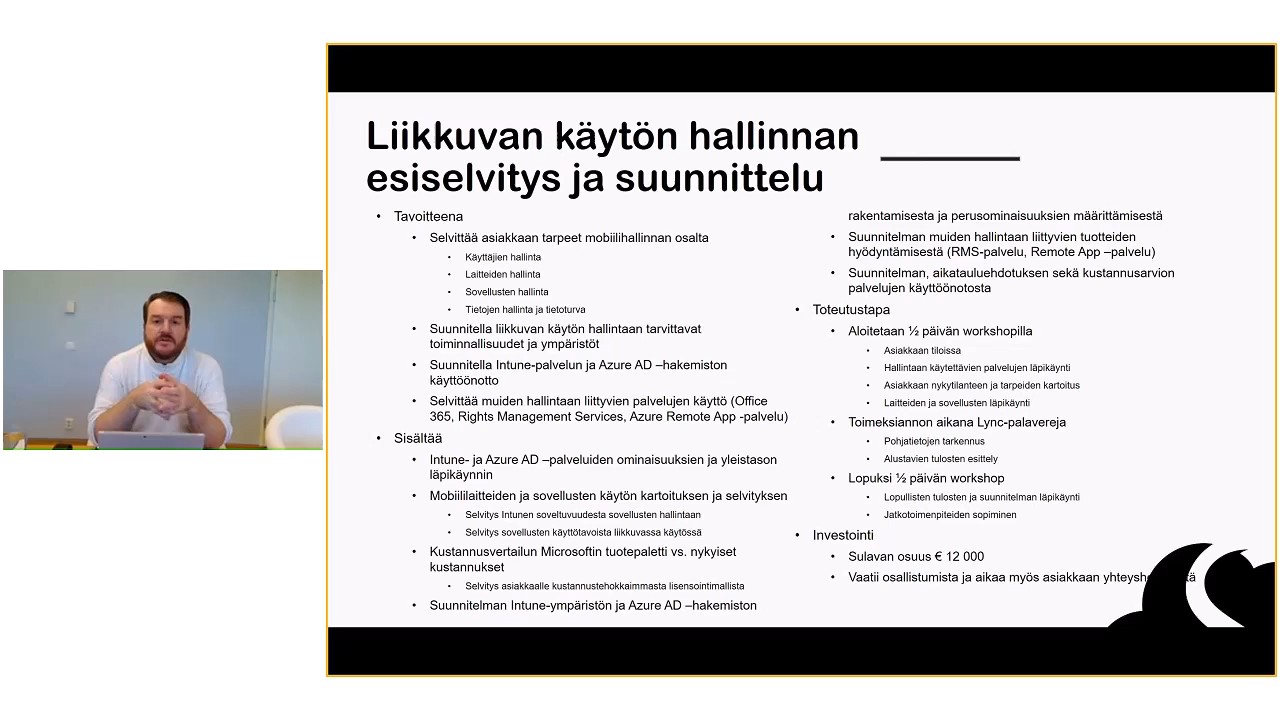 Liikkuvan käytön hallinnan
esiselvitys ja suunnittelu
• Tavoitteena
• Selvittää asiakkaan tarpeet mobiilihallinnan osalta
• Käyttäjien hallinta
• Laitteiden hallinta
• Sovellusten hallinta
• Tietojen hallinta ja tietoturva
• Suunnitella liikkuvan käytön hallintaan tarvittavat
toiminnallisuudet ja ympäristöt
• Suunnitella Intune-palvelun ja Azure AD –hakemiston
käyttöönotto
• Selvittää muiden hallintaan liittyvien palvelujen käyttö (Office
365, Rights Management Services, Azure Remote App -palvelu)
• Sisältää
• Intune- ja Azure AD –palveluiden ominaisuuksien ja yleistason
läpikäynnin
• Mobiililaitteiden ja sovellusten käytön kartoituksen ja selvityksen
• Selvitys Intunen soveltuvuudesta sovellusten hallintaan
• Selvitys sovellusten käyttötavoista liikkuvassa käytössä
• Kustannusvertailun Microsoftin tuotepaletti vs. nykyiset
kustannukset
• Selvitys asiakkaalle kustannustehokkaimmasta lisensointimallista
• Suunnitelman Intune-ympäristön ja Azure AD –hakemiston
rakentamisesta ja perusominaisuuksien määrittämisestä
• Suunnitelman muiden hallintaan liittyvien tuotteiden
hyödyntämisestä (RMS-palvelu, Remote App –palvelu)
• Suunnitelman, aikatauluehdotuksen sekä kustannusarvion
palvelujen käyttöönotosta
• Toteutustapa
• Aloitetaan ½ päivän workshopilla
• Asiakkaan tiloissa
• Hallintaan käytettävien palvelujen läpikäynti
• Asiakkaan nykytilanteen ja tarpeiden kartoitus
• Laitteiden ja sovellusten läpikäynti
• Toimeksiannon aikana Lync-palavereja
• Pohjatietojen tarkennus
• Alustavien tulosten esittely
• Lopuksi ½ päivän workshop
• Lopullisten tulosten ja suunnitelman läpikäynti
• Jatkotoimenpiteiden sopiminen
• Investointi
• Sulavan osuus € 12 000
• Vaatii osallistumista ja aikaa myös asiakkaan